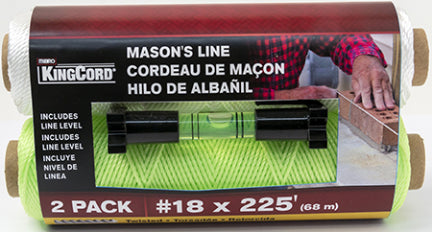 KINGCORD
MASON'S LINE
CORDEAU DE MAÇON
HILO DE ALBAÑIL
INCLUDES
LINE LEVEL
INCLUDES
LINE LEVEL
INCLUYE
NIVEL DE
LINEA
2 PACK #18 x 225' (68 m)
Twisted • Torsadée • Retorcida